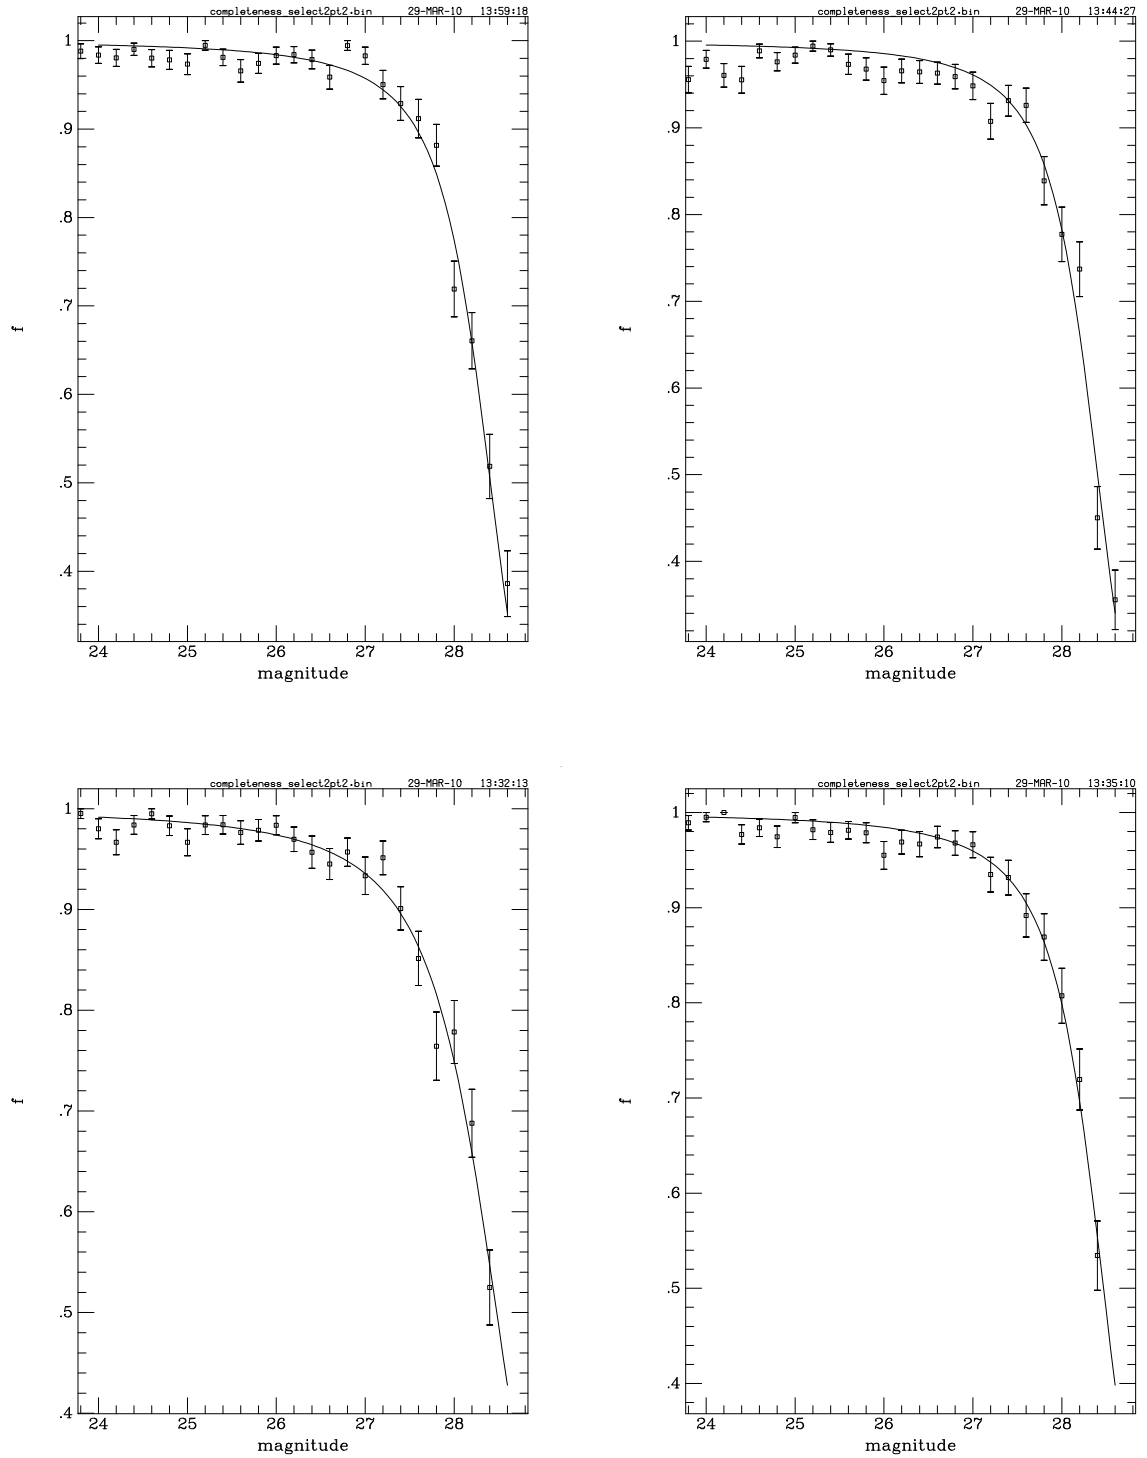 completeness select2pt2.bin 29-MAR-10 13:59:18
1
.9
.8
.7
.6
.5
.4
f
24 25 26 27 28
magnitude
completeness select2pt2.bin 29-MAR-10 13:44:27
1
.9
.8
.7
.6
.5
.4
f
24 25 26 27 28
magnitude
completeness select2pt2.bin 29-MAR-10 13:32:13
1
.9
.8
.7
.6
.5
.4
f
24 25 26 27 28
magnitude
completeness select2pt2.bin 29-MAR-10 13:35:10
1
.9
.8
.7
.6
.5
.4
f
24 25 26 27 28
magnitude